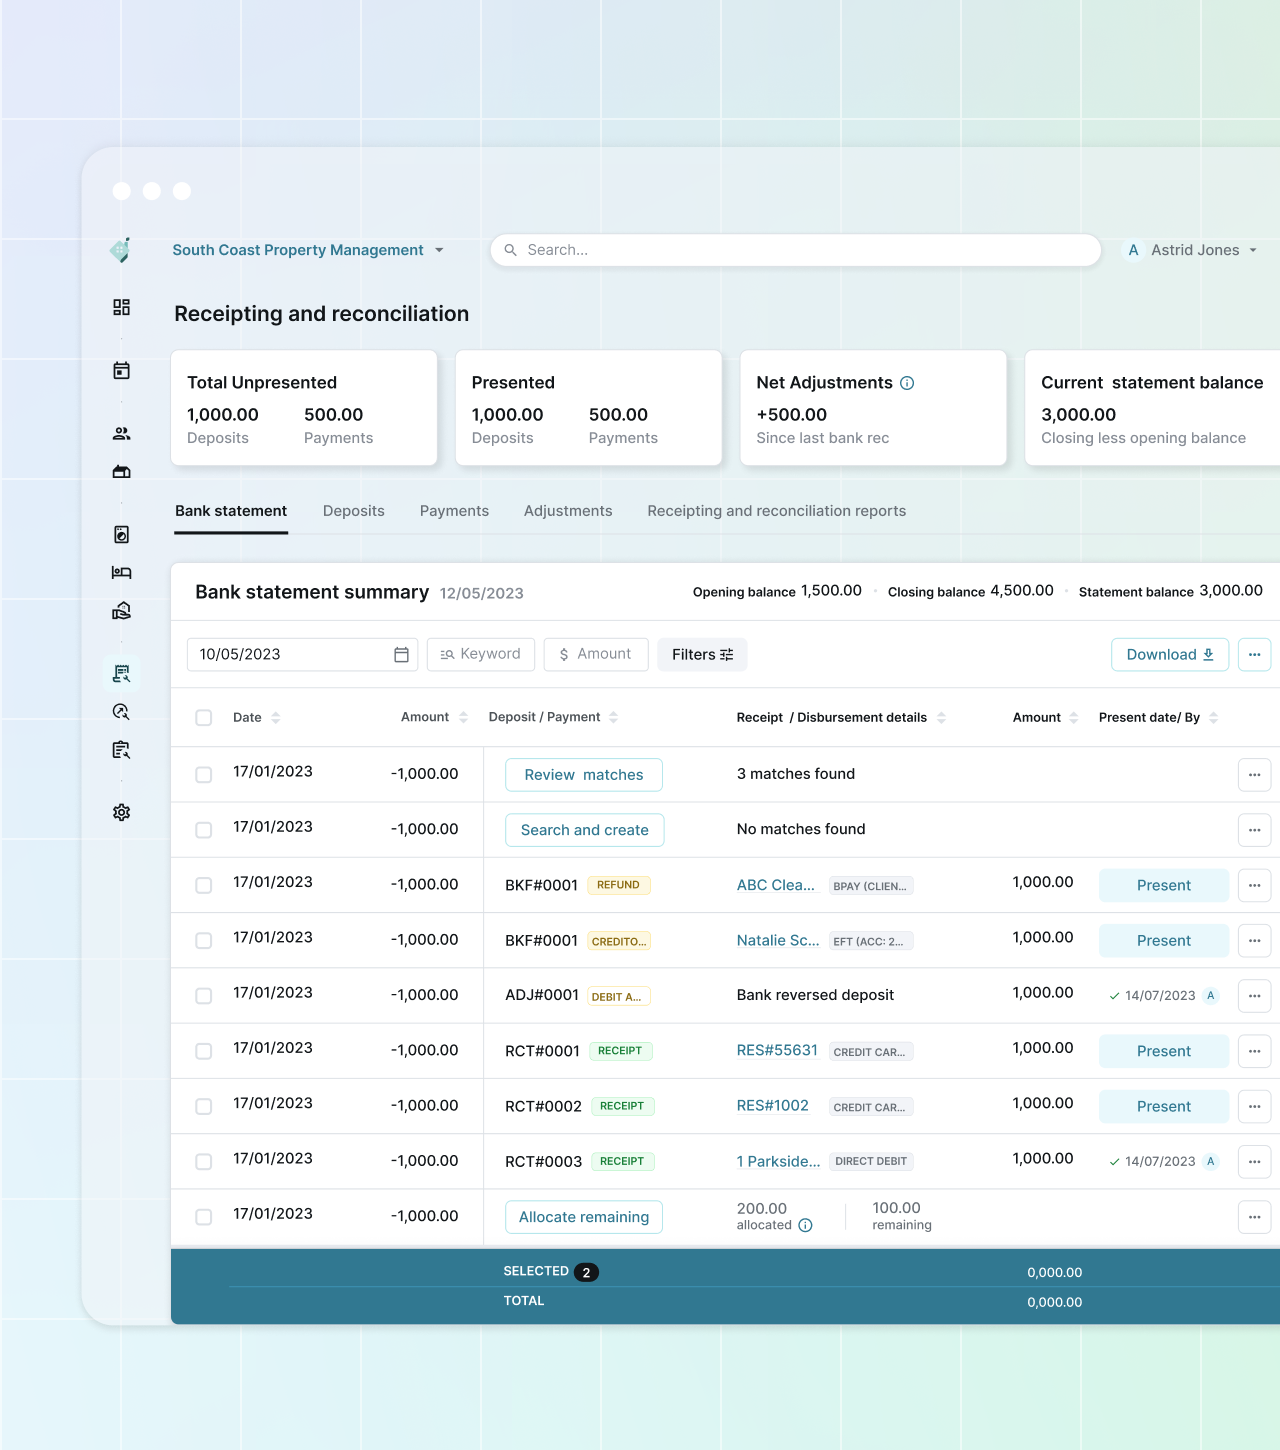 South Coast Property Management
Search...
A Astrid Jones
Receipting and reconciliation
Total Unpresented
1,000.00 500.00
Deposits Payments
Presented
1,000.00 500.00
Deposits Payments
Net Adjustments
+500.00
Since last bank rec
Current statement balance
3,000.00
Closing less opening balance
Bank statement Deposits Payments Adjustments Receipting and reconciliation reports
Bank statement summary 12/05/2023 Opening balance 1,500.00 · Closing balance 4,500.00 · Statement balance 3,000.00
10/05/2023 Keyword $ Amount Filters Download ...
Date Amount Deposit / Payment Receipt / Disbursement details Amount Present date/ By
17/01/2023 -1,000.00 Review matches 3 matches found ...
17/01/2023 -1,000.00 Search and create No matches found ...
17/01/2023 -1,000.00 BKF#0001 REFUND ABC Clea... BPAY (CLIEN... 1,000.00 Present ...
17/01/2023 -1,000.00 BKF#0001 CREDITO... Natalie Sc... EFT (ACC: 2... 1,000.00 Present ...
17/01/2023 -1,000.00 ADJ#0001 DEBIT A... Bank reversed deposit 1,000.00 14/07/2023 A ...
17/01/2023 -1,000.00 RCT#0001 RECEIPT RES#55631 CREDIT CAR... 1,000.00 Present ...
17/01/2023 -1,000.00 RCT#0002 RECEIPT RES#1002 CREDIT CAR... 1,000.00 Present ...
17/01/2023 -1,000.00 RCT#0003 RECEIPT 1 Parkside... DIRECT DEBIT 1,000.00 14/07/2023 A ...
17/01/2023 -1,000.00 Allocate remaining 200.00 100.00 ...
allocated remaining
SELECTED 2 0,000.00
TOTAL 0,000.00